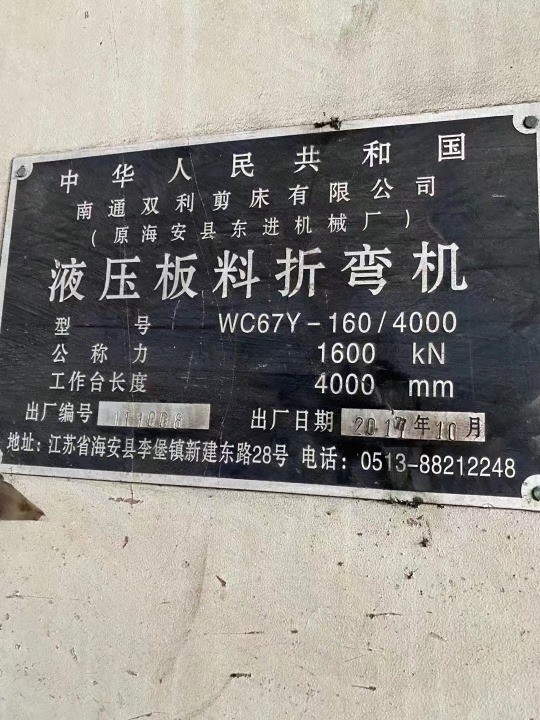 中华人民共和国
南通双利剪床有限公司
(原海安县东进机械厂)
液压板料折弯机
型号 WC67Y-160/4000
公称力 1600 kN
工作台长度 4000 mm
出厂编号 出厂日期 2017年10月
地址:江苏省海安县李堡镇新建东路28号 电话:0513-88212248